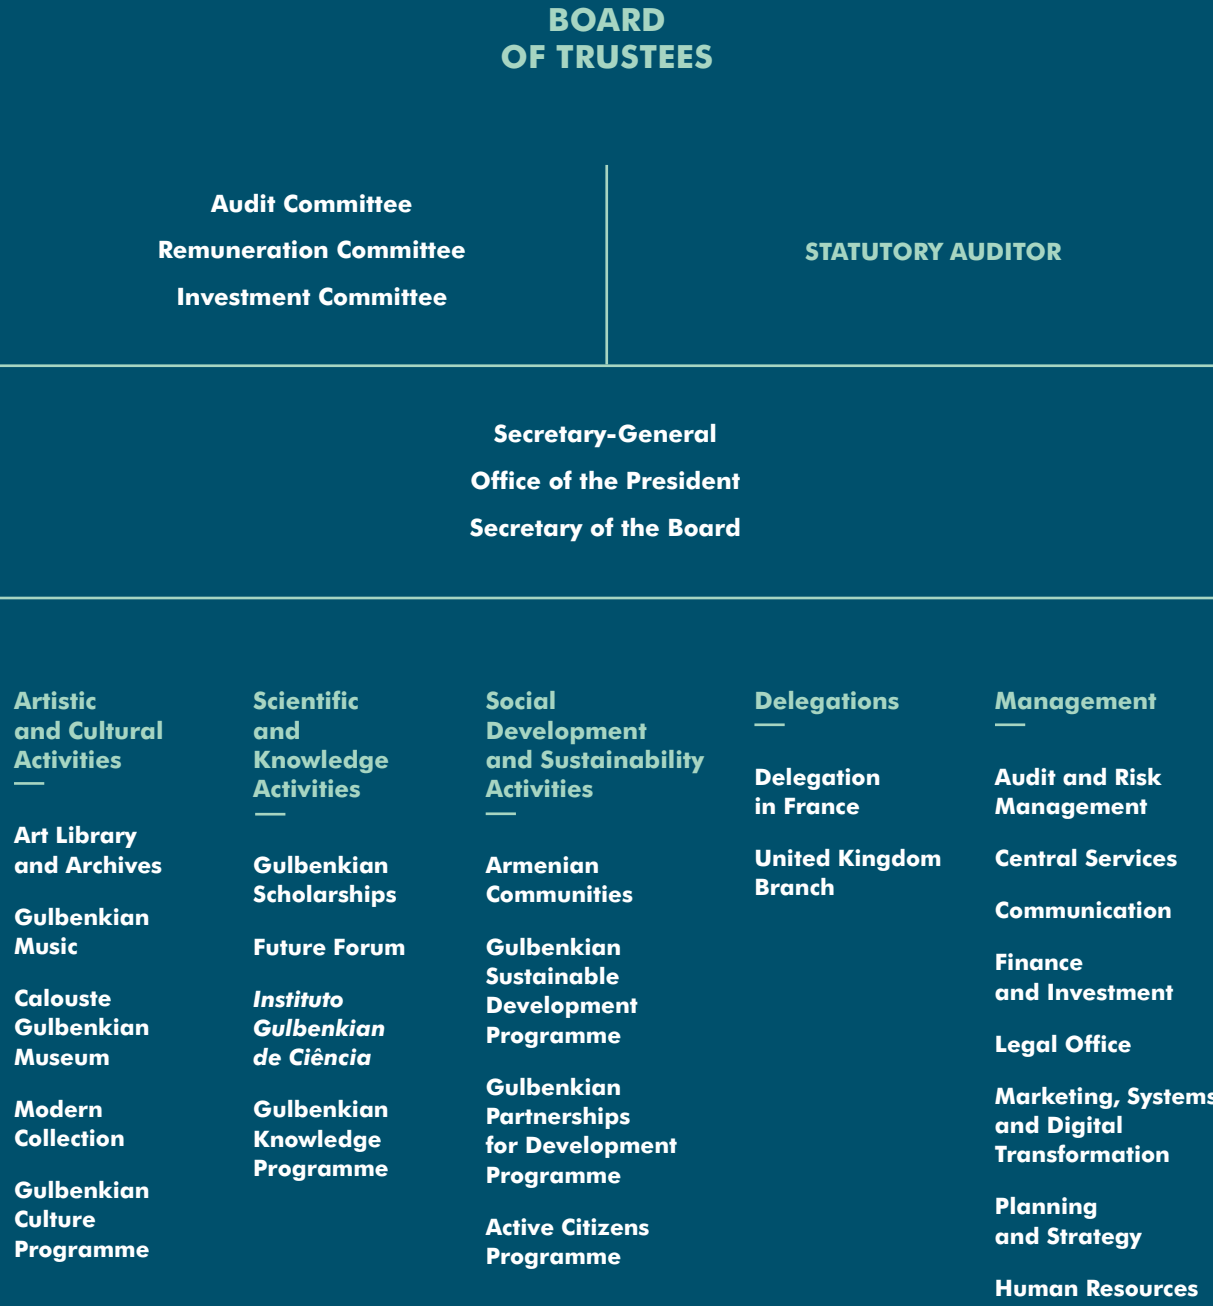 BOARD
OF TRUSTEES
Audit Committee
Remuneration Committee
Investment Committee
STATUTORY AUDITOR
Secretary-General
Office of the President
Secretary of the Board
Artistic
and Cultural
Activities
Art Library
and Archives
Gulbenkian
Music
Calouste
Gulbenkian
Museum
Modern
Collection
Gulbenkian
Culture
Programme
Scientific
and
Knowledge
Activities
Gulbenkian
Scholarships
Future Forum
Instituto
Gulbenkian
de Ciência
Gulbenkian
Knowledge
Programme
Social
Development
and Sustainability
Activities
Armenian
Communities
Gulbenkian
Sustainable
Development
Programme
Gulbenkian
Partnerships
for Development
Programme
Active Citizens
Programme
Delegations
Delegation
in France
United Kingdom
Branch
Management
Audit and Risk
Management
Central Services
Communication
Finance
and Investment
Legal Office
Marketing, Systems
and Digital
Transformation
Planning
and Strategy
Human Resources